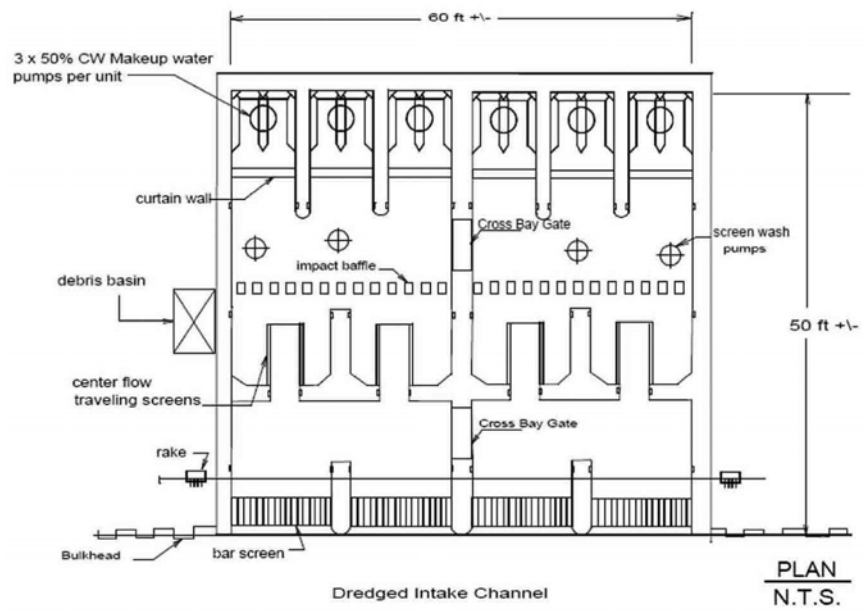 60 ft +\-
3 x 50% CW Makeup water
pumps per unit
curtain wall
Cross Bay Gate
screen wash
pumps
impact baffle
debris basin
50 ft +\-
center flow
traveling screens
Cross Bay Gate
rake
Bulkhead
bar screen
Dredged Intake Channel
PLAN
N.T.S.